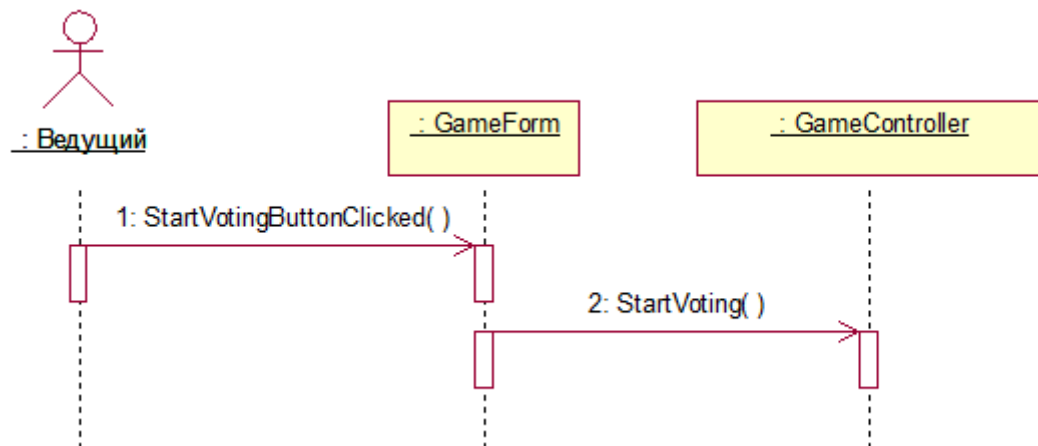 : Ведущий
: GameForm
: GameController
1: StartVotingButtonClicked( )
2: StartVoting( )